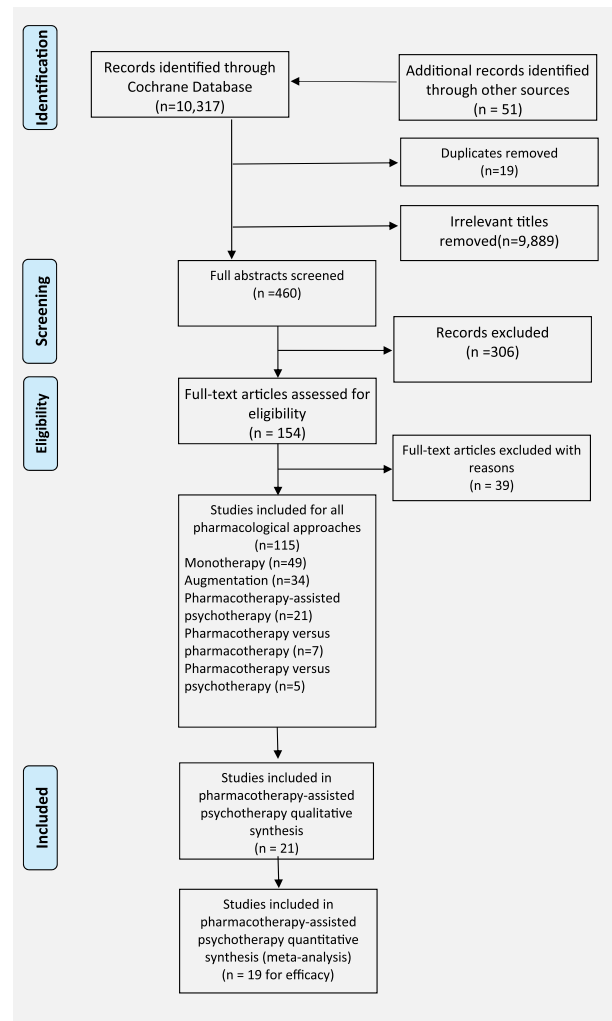 Identification
Records identified through
Cochrane Database
(n=10,317)
Additional records identified
through other sources
(n = 51)
Duplicates removed
(n=19)
Irrelevant titles
removed(n=9,889)
Screening
Full abstracts screened
(n =460)
Records excluded
(n =306)
Eligibility
Full-text articles assessed for
eligibility
(n = 154)
Full-text articles excluded with
reasons
(n = 39)
Studies included for all
pharmacological approaches
(n=115)
Monotherapy (n=49)
Augmentation (n=34)
Pharmacotherapy-assisted
psychotherapy (n=21)
Pharmacotherapy versus
pharmacotherapy (n=7)
Pharmacotherapy versus
psychotherapy (n=5)
Included
Studies included in
pharmacotherapy-assisted
psychotherapy qualitative
synthesis
(n = 21)
Studies included in
pharmacotherapy-assisted
psychotherapy quantitative
synthesis (meta-analysis)
(n = 19 for efficacy)